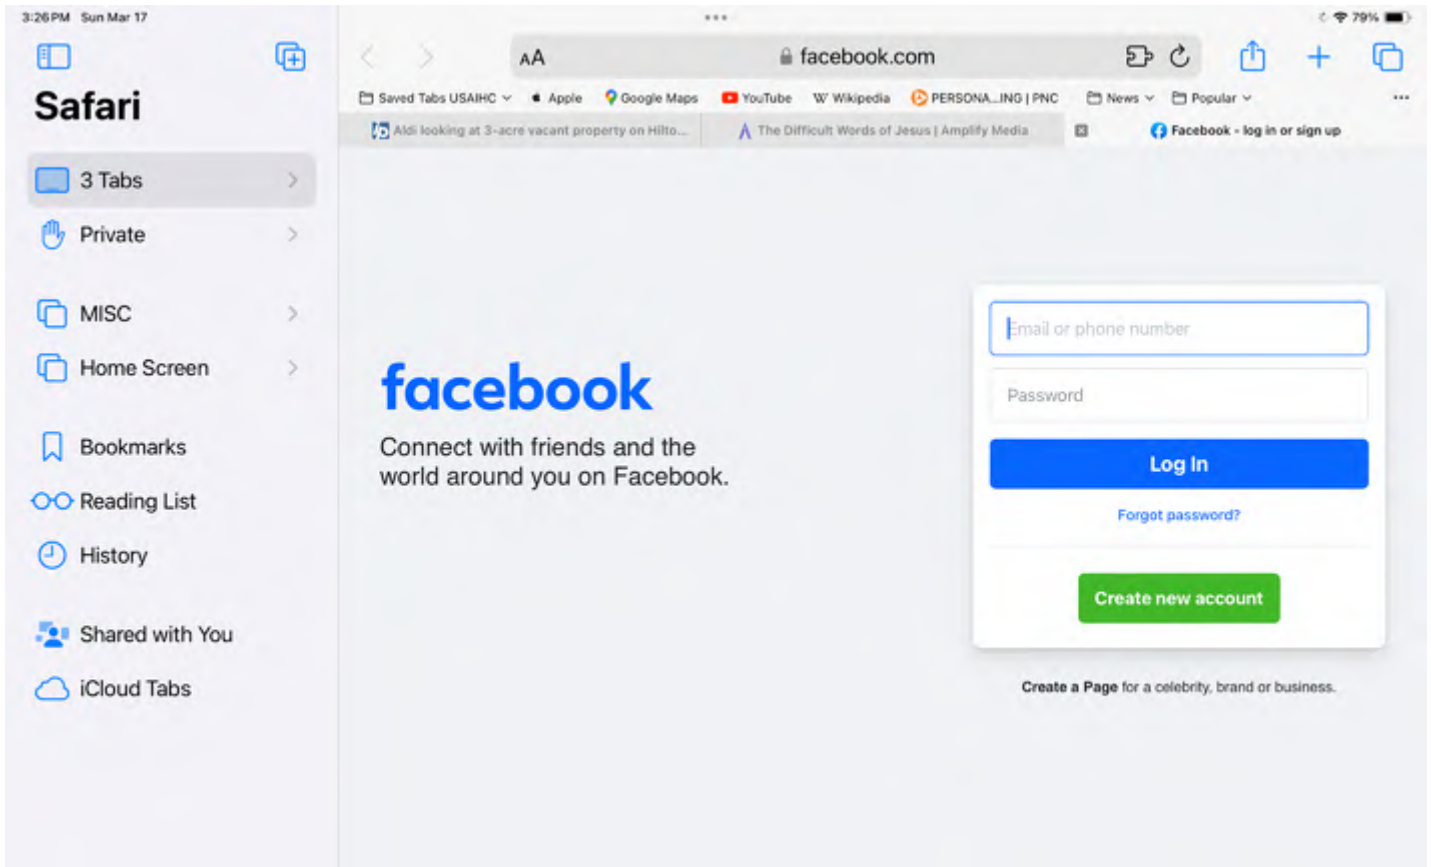 3:26 PM Sun Mar 17
79%
Safari
3 Tabs
Private
MISC
Home Screen
Bookmarks
Reading List
History
Shared with You
iCloud Tabs
AA
facebook.com
Saved Tabs USAIHC
Apple
Google Maps
YouTube
W Wikipedia
PERSONA...ING | PNC
News
Popular
Aldi looking at 3-acre vacant property on Hilto...
The Difficult Words of Jesus | Amplify Media
Facebook - log in or sign up
facebook
Connect with friends and the
world around you on Facebook.
Email or phone number
Password
Log In
Forgot password?
Create new account
Create a Page for a celebrity, brand or business.